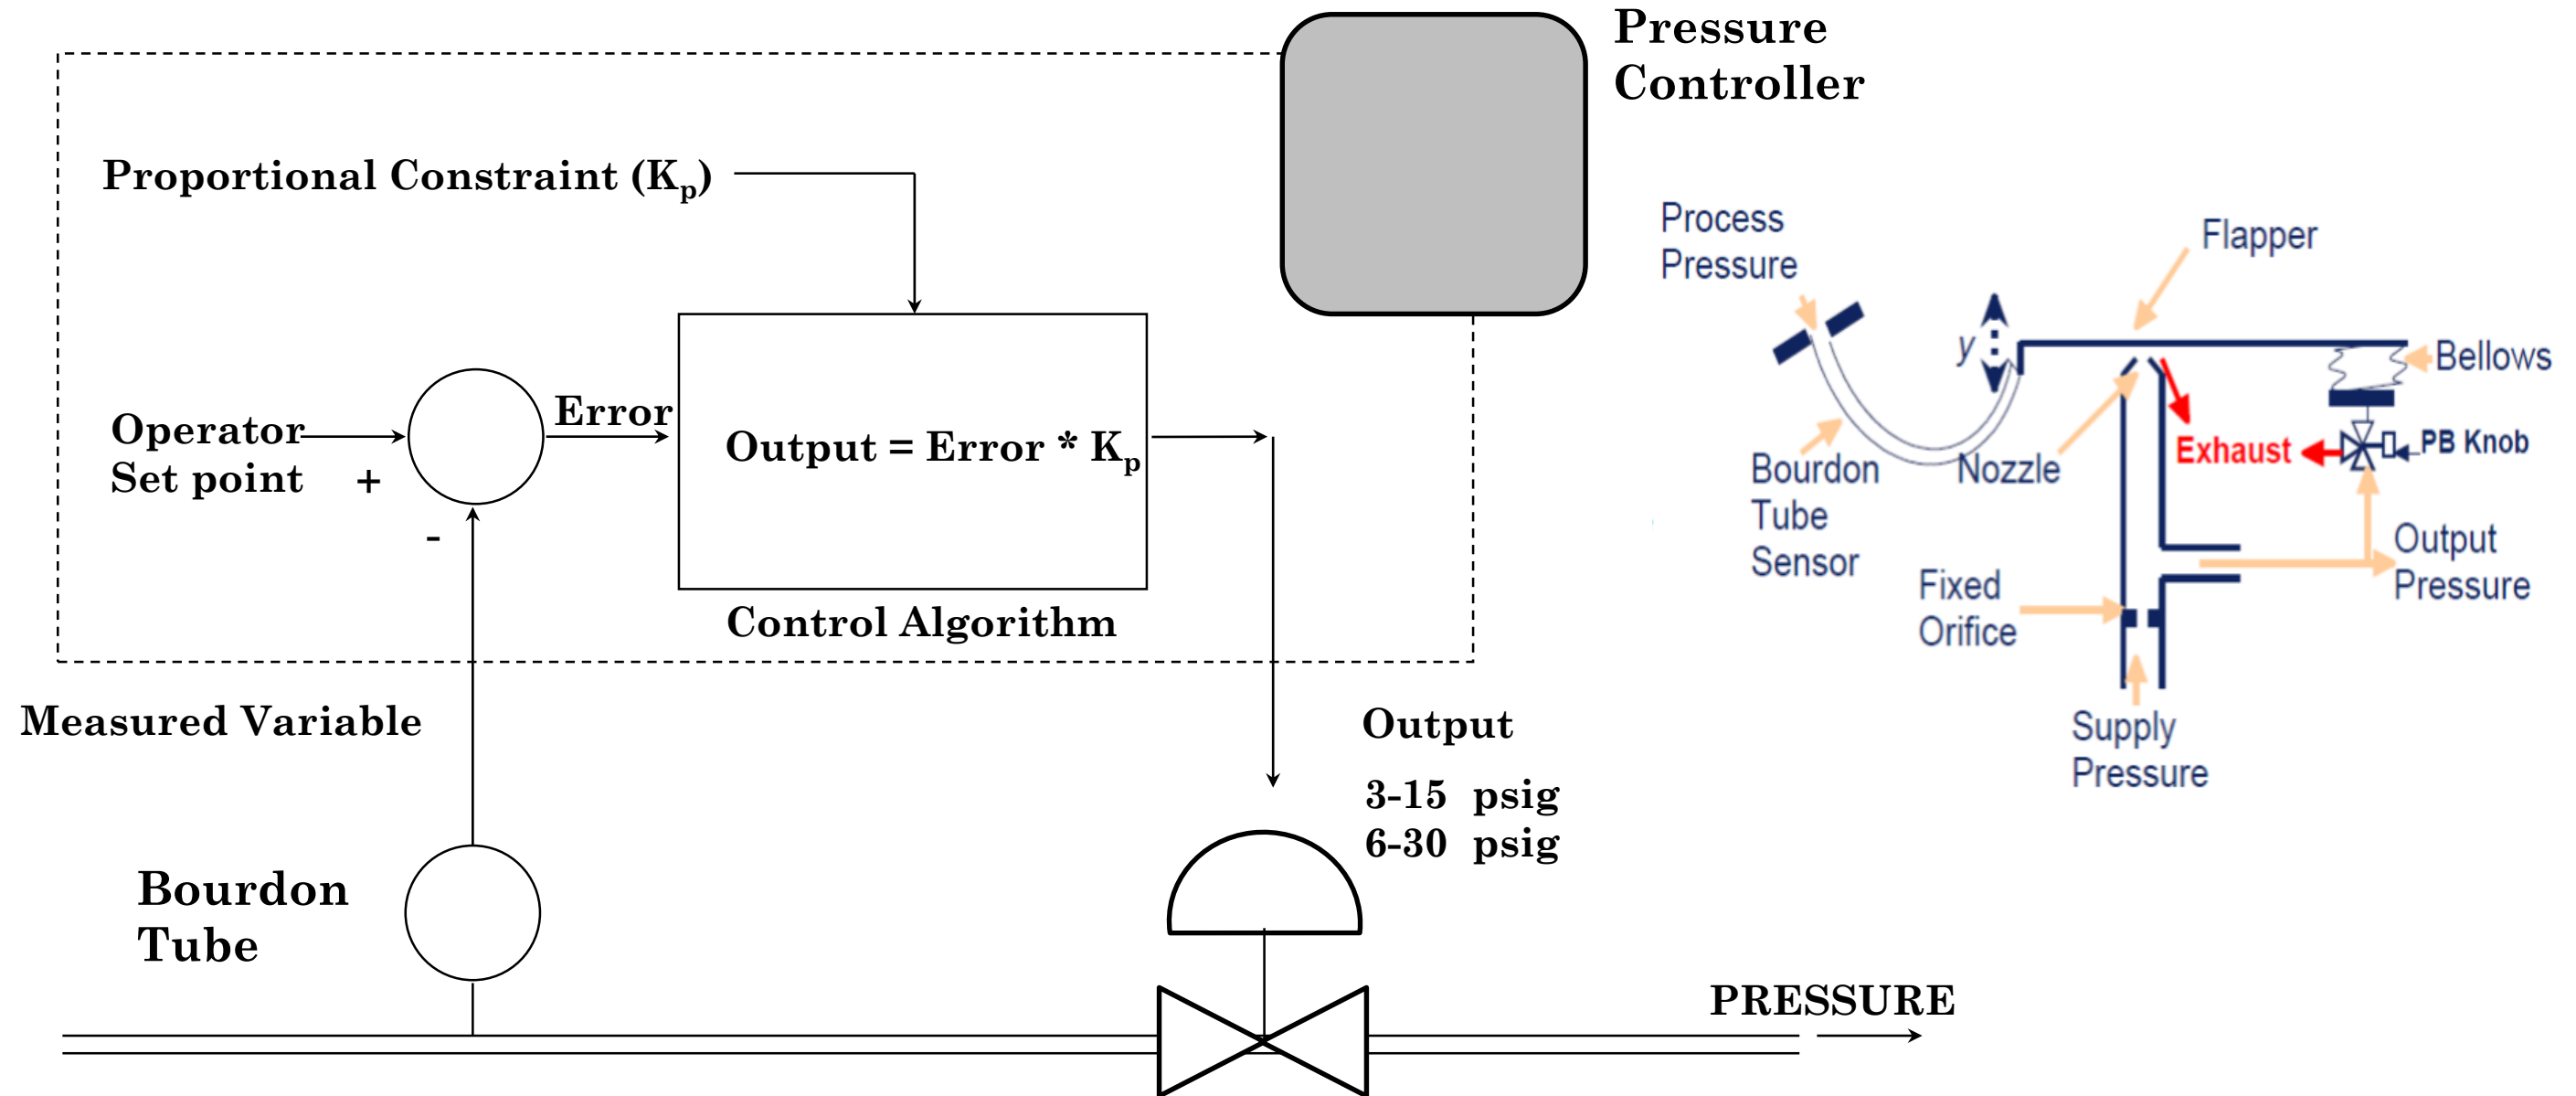 Pressure
Controller
Proportional Constraint (Kp)
Operator
Set point
+
-
Error
Output = Error * Kp
Control Algorithm
Measured Variable
Output
3-15 psig
6-30 psig
Bourdon
Tube
PRESSURE
Process
Pressure
Flapper
y
Bellows
Exhaust
PB Knob
Bourdon
Tube
Sensor
Nozzle
Output
Pressure
Fixed
Orifice
Supply
Pressure